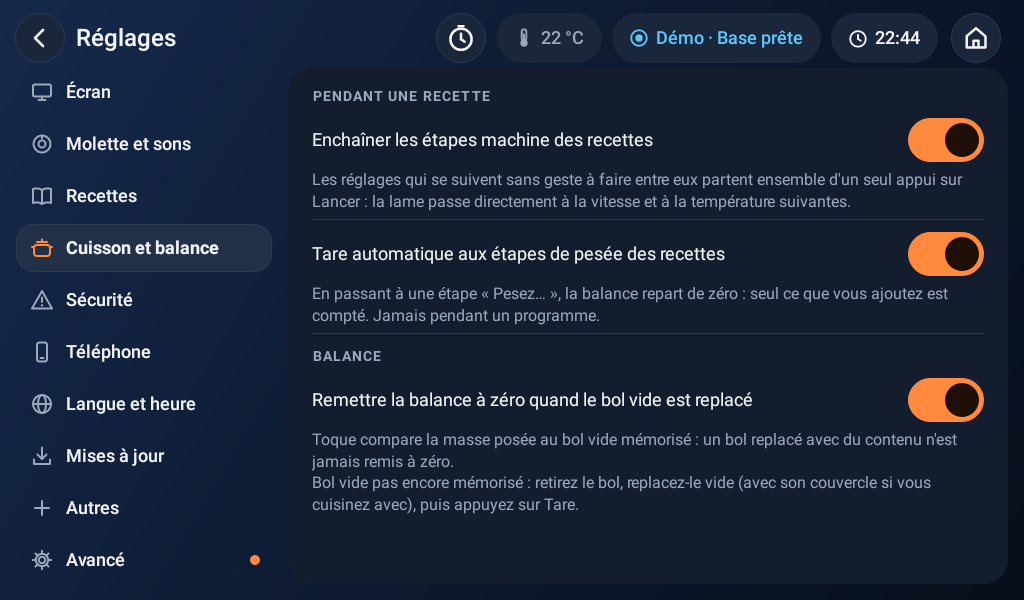 Réglages
22 °C
Démo · Base prête
22:44
Écran
Molette et sons
Recettes
Cuisson et balance
Sécurité
Téléphone
Langue et heure
Mises à jour
Autres
Avancé
PENDANT UNE RECETTE
Enchaîner les étapes machine des recettes
Les réglages qui se suivent sans geste à faire entre eux partent ensemble d'un seul appui sur
Lancer : la lame passe directement à la vitesse et à la température suivantes.
Tare automatique aux étapes de pesée des recettes
En passant à une étape « Pesez… », la balance repart de zéro : seul ce que vous ajoutez est
compté. Jamais pendant un programme.
BALANCE
Remettre la balance à zéro quand le bol vide est replacé
Toque compare la masse posée au bol vide mémorisé : un bol replacé avec du contenu n'est
jamais remis à zéro.
Bol vide pas encore mémorisé : retirez le bol, replacez-le vide (avec son couvercle si vous
cuisinez avec), puis appuyez sur Tare.